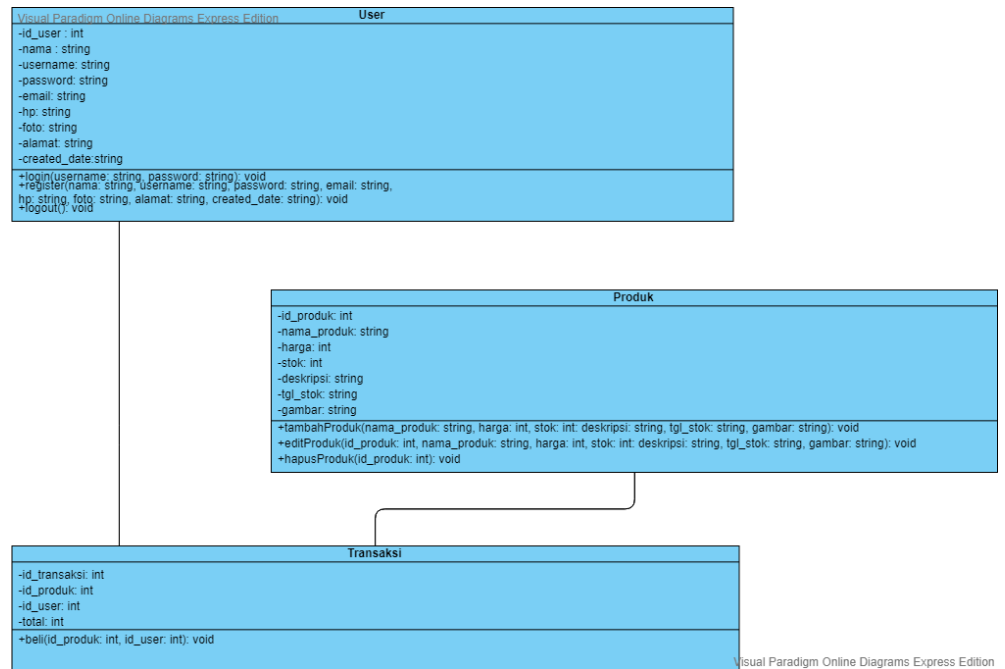 Visual Paradigm Online Diagrams Express Edition
User
-id_user : int
-nama : string
-username: string
-password: string
-email: string
-hp: string
-foto: string
-alamat: string
-created_date:string
+login(username: string, password: string): void
+register(nama: string, username: string, password: string, email: string,
hp: string, foto: string, alamat: string, created_date: string): void
+logout(): void
Produk
-id_produk: int
-nama_produk: string
-harga: int
-stok: int
-deskripsi: string
-tgl_stok: string
-gambar: string
+tambahProduk(nama_produk: string, harga: int, stok: int: deskripsi: string, tgl_stok: string, gambar: string): void
+editProduk(id_produk: int, nama_produk: string, harga: int, stok: int: deskripsi: string, tgl_stok: string, gambar: string): void
+hapusProduk(id_produk: int): void
Transaksi
-id_transaksi: int
-id_produk: int
-id_user: int
-total: int
+beli(id_produk: int, id_user: int): void
Visual Paradigm Online Diagrams Express Edition